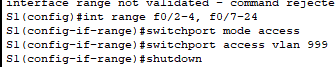 interface range not validated - command rejecte
S1(config)#int range f0/2-4, f0/7-24
S1(config-if-range)#switchport mode access
S1(config-if-range)#switchport access vlan 999
S1(config-if-range)#shutdown